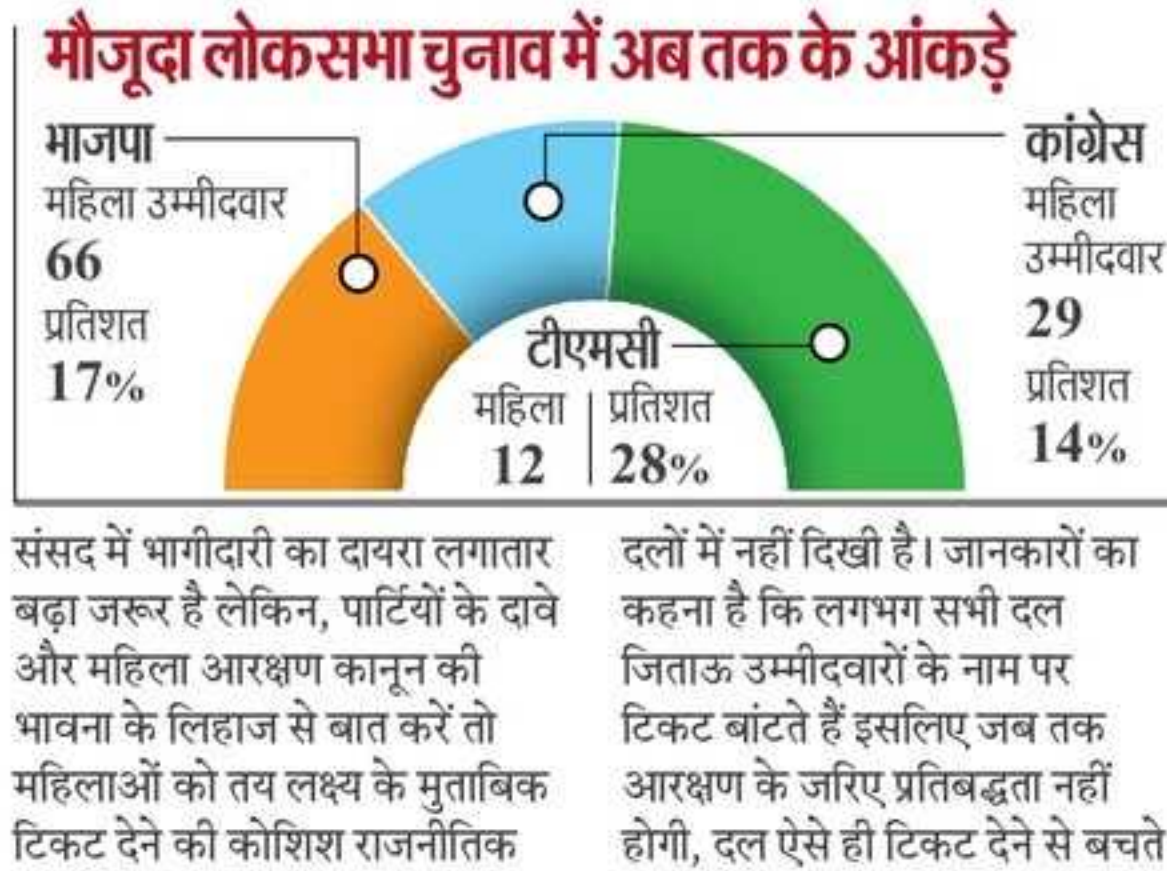 मौजूदा लोकसभा चुनाव में अब तक के आंकड़े
भाजपा
महिला उम्मीदवार
66
प्रतिशत
17%
कांग्रेस
महिला
उम्मीदवार
29
प्रतिशत
14%
टीएमसी
महिला | प्रतिशत
12 | 28%
संसद में भागीदारी का दायरा लगातार
बढ़ा जरूर है लेकिन, पार्टियों के दावे
और महिला आरक्षण कानून की
भावना के लिहाज से बात करें तो
महिलाओं को तय लक्ष्य के मुताबिक
टिकट देने की कोशिश राजनीतिक
दलों में नहीं दिखी है। जानकारों का
कहना है कि लगभग सभी दल
जिताऊ उम्मीदवारों के नाम पर
टिकट बांटते हैं इसलिए जब तक
आरक्षण के जरिए प्रतिबद्धता नहीं
होगी, दल ऐसे ही टिकट देने से बचते